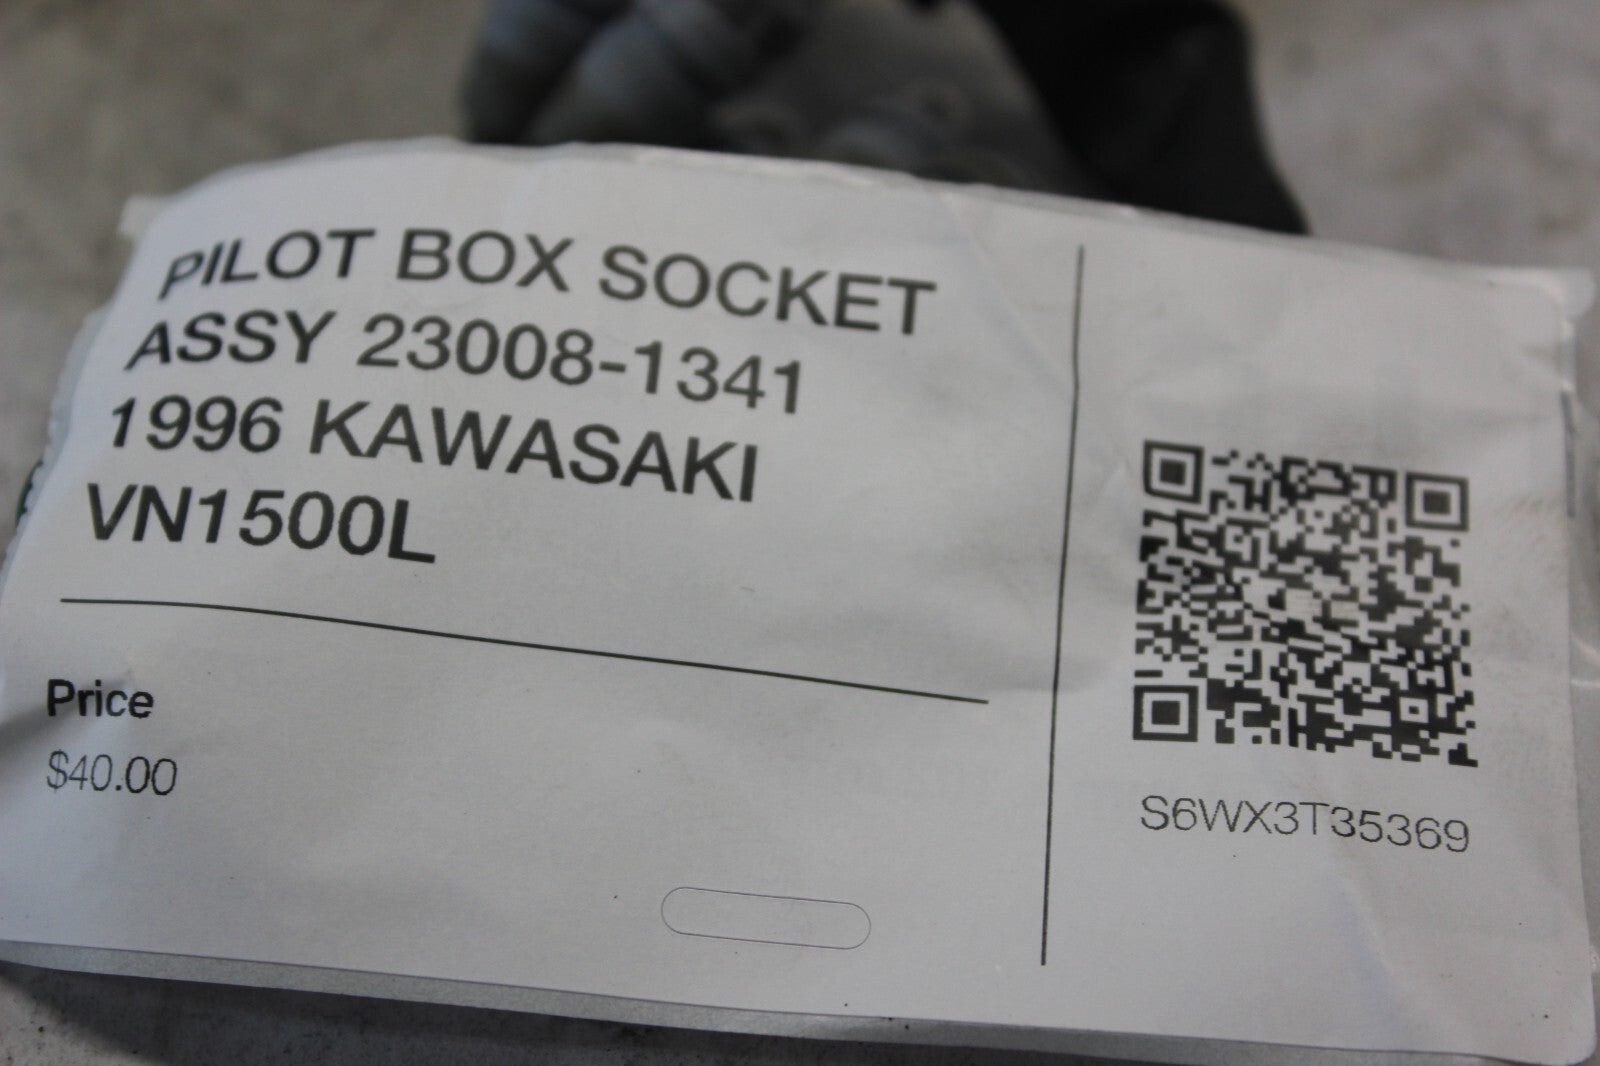 PILOT BOX SOCKET
ASSY 23008-1341
1996 KAWASAKI
VN1500L
Price
$40.00
S6WX3T35369